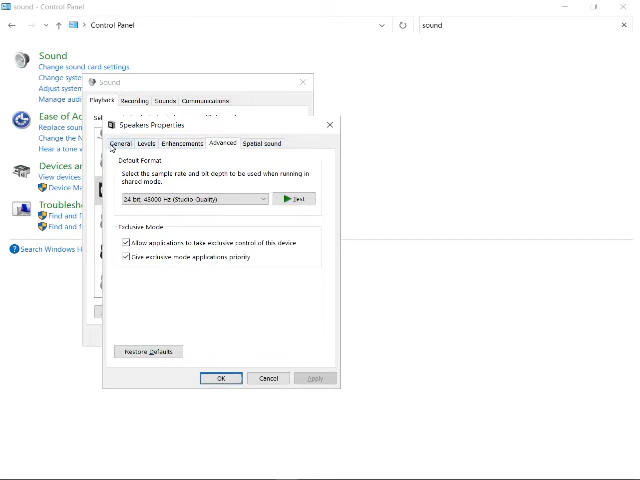 sound - Control Panel
Control Panel
sound
Sound
Change sound card settings
Change syste
Adjust system
Manage audi
Ease of Ac
Replace soun
Change the N
Hear a tone v
Devices an
View devices
Device Ma
Troublesh
Find and f
Find and f
Search Windows H
Sound
Playback Recording Sounds Communications
Sel
Speakers Properties
General Levels Enhancements Advanced Spatial sound
Default Format
Select the sample rate and bit depth to be used when running in
shared mode.
24 bit, 48000 Hz (Studio Quality)
Test
Exclusive Mode
Allow applications to take exclusive control of this device
Give exclusive mode applications priority
Restore Defaults
OK Cancel Apply